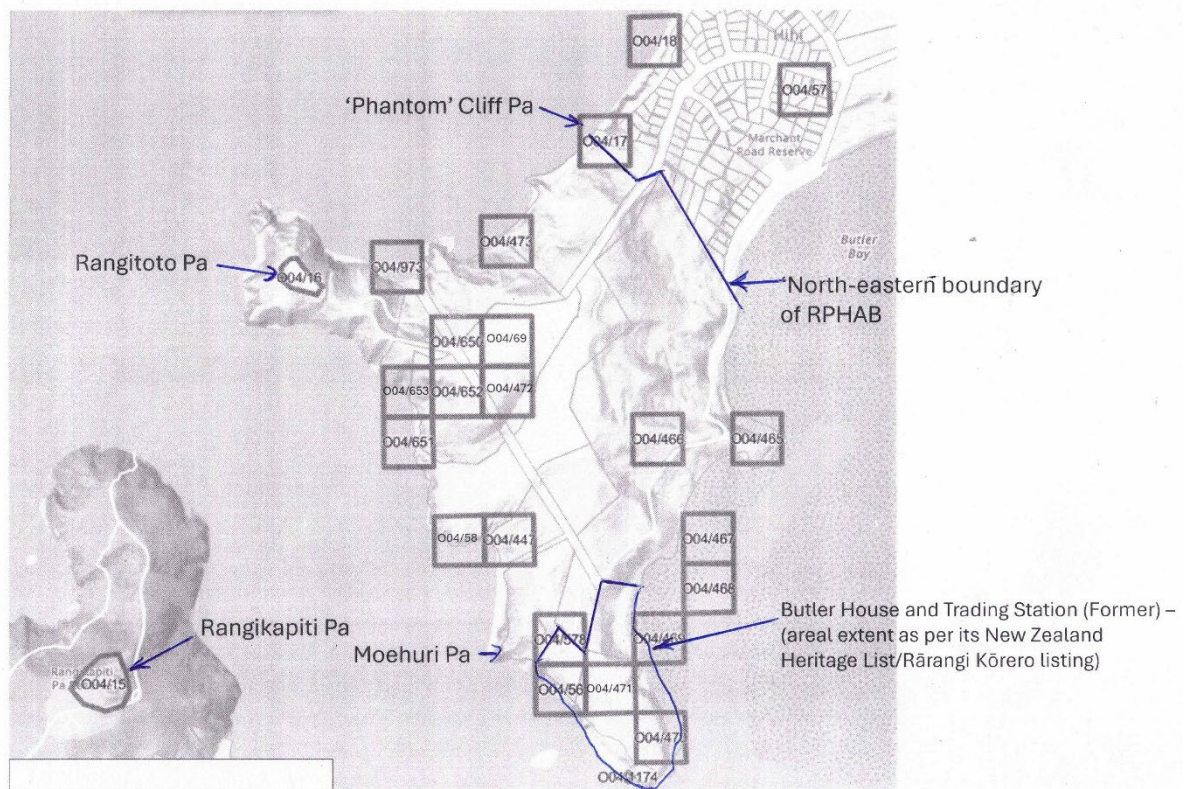 O04/18
Hihi
O04/57
'Phantom' Cliff Pa
O04/17
Marchant
Road Reserve
O04/473
Butler
Bay
Rangitoto Pa
O04/16
O04/973
'North-eastern boundary
of RPHAB
O04/650
O04/69
O04/653
O04/652
O04/472
O04/651
O04/466
O04/465
O04/58
O04/447
O04/467
O04/468
Butler House and Trading Station (Former) –
(areal extent as per its New Zealand
Heritage List/Rārangi Kōrero listing)
Rangikapiti Pa
Moehuri Pa
O04/578
O04/469
Rangikapiti
Pa
O04/15
O04/56
O04/471
O04/47
O04/1174